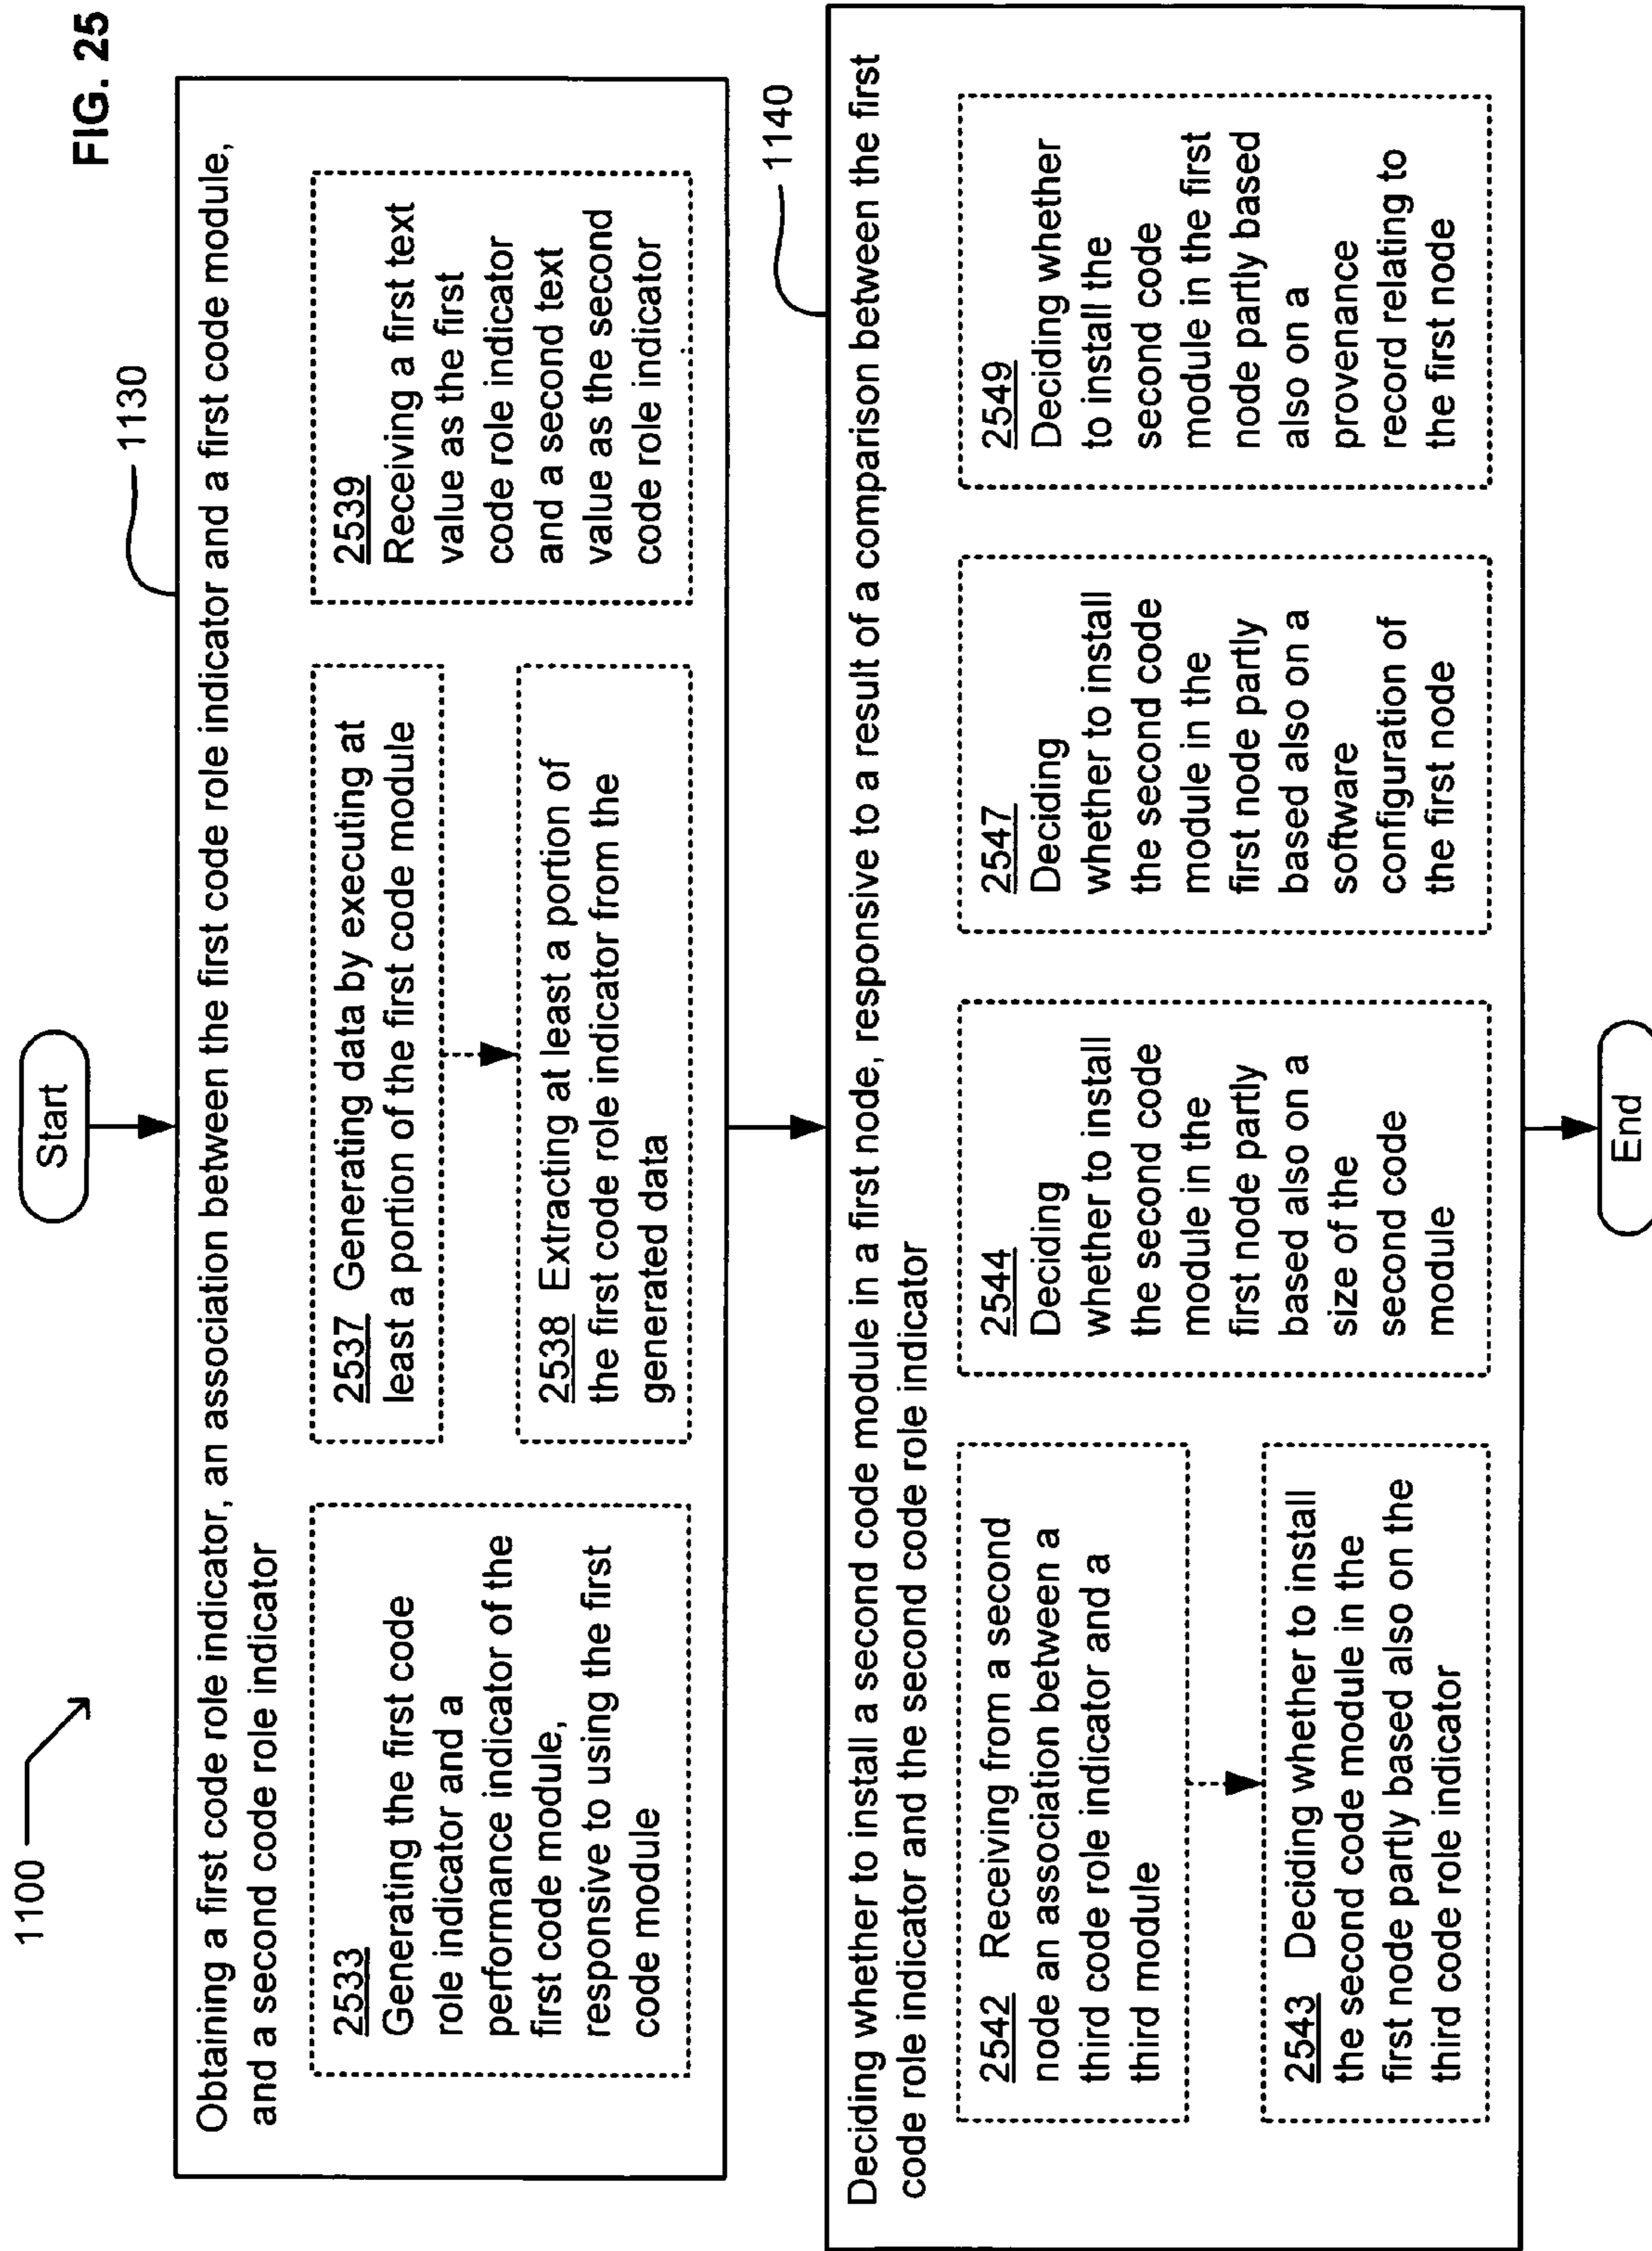 FIG. 25
1100
Start
1130
Obtaining a first code role indicator, an association between the first code role indicator and a first code module,
and a second code role indicator
2533
Generating the first code
role indicator and a
performance indicator of the
first code module,
responsive to using the first
code module
2537 Generating data by executing at
least a portion of the first code module
2538 Extracting at least a portion of
the first code role indicator from the
generated data
2539
Receiving a first text
value as the first
code role indicator
and a second text
value as the second
code role indicator
1140
Deciding whether to install a second code module in a first node, responsive to a result of a comparison between the first
code role indicator and the second code role indicator
2542 Receiving from a second
node an association between a
third code role indicator and a
third module
2543 Deciding whether to install
the second code module in the
first node partly based also on the
third code role indicator
2544
Deciding
whether to install
the second code
module in the
first node partly
based also on a
size of the
second code
module
2547
Deciding
whether to install
the second code
module in the
first node partly
based also on a
software
configuration of
the first node
2549
Deciding whether
to install the
second code
module in the first
node partly based
also on a
provenance
record relating to
the first node
End